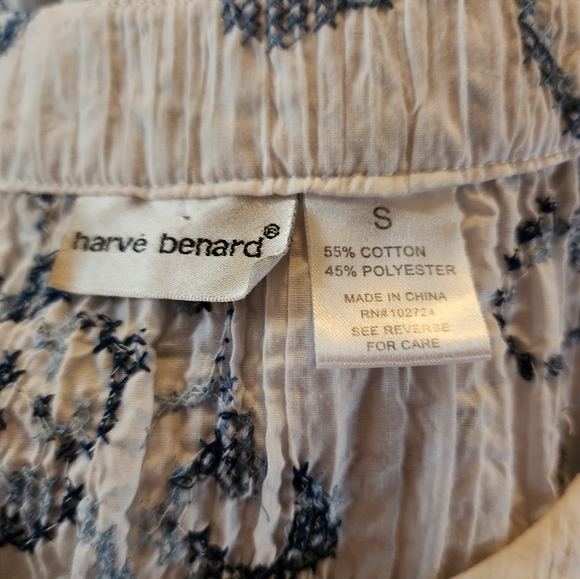 harvé benard®
S
55% COTTON
45% POLYESTER
MADE IN CHINA
RN#102724
SEE REVERSE
FOR CARE